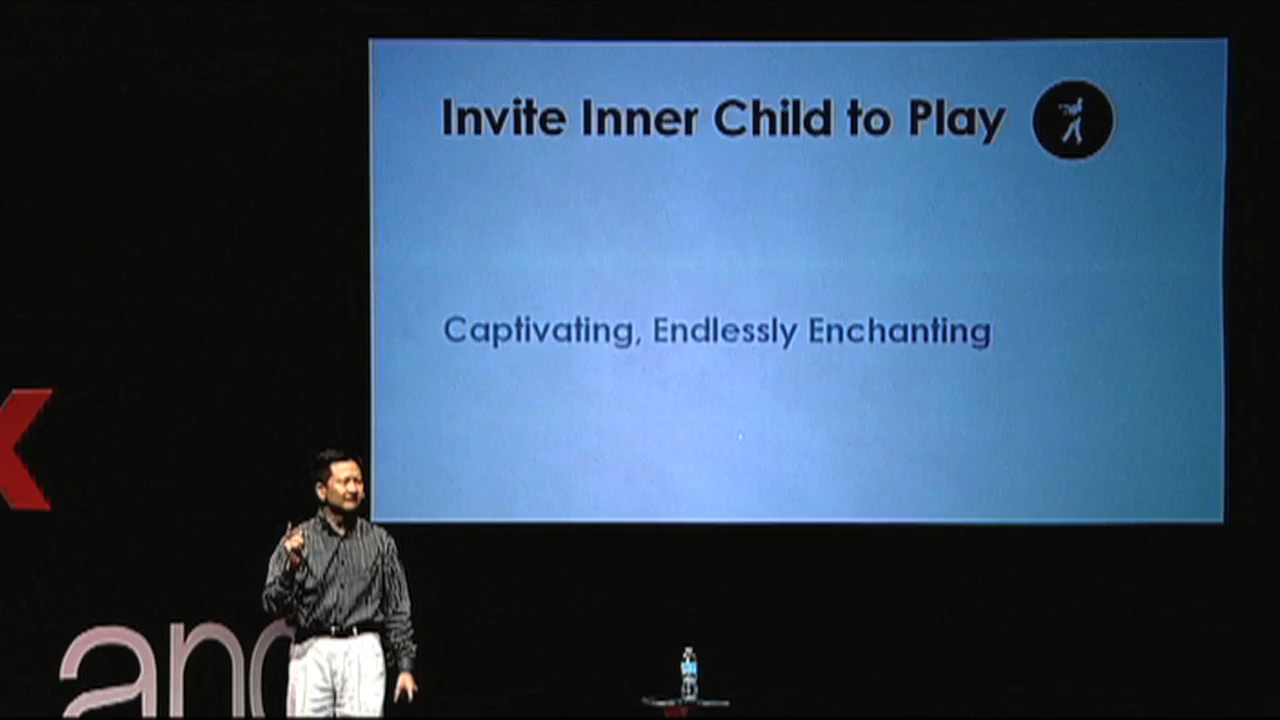 Invite Inner Child to Play
Captivating, Endlessly Enchanting
x